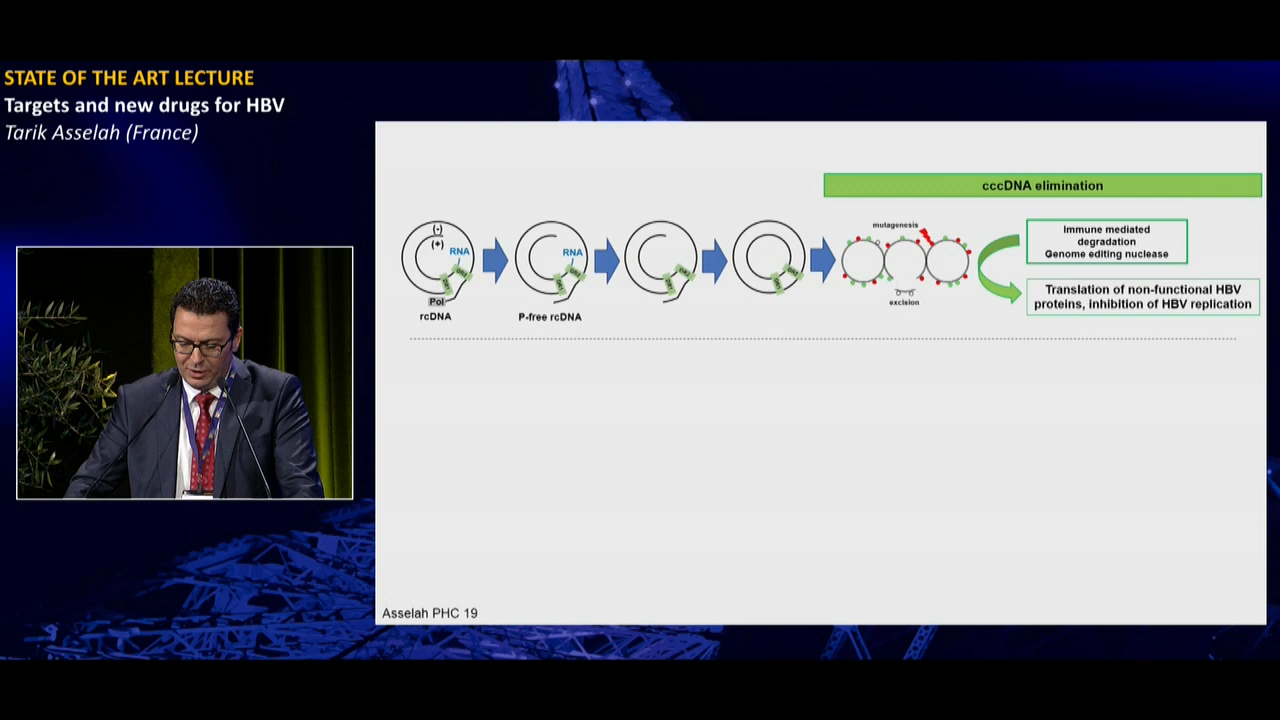 STATE OF THE ART LECTURE
Targets and new drugs for HBV
Tarik Asselah (France)
cccDNA elimination
(-)
(+)
RNA
Pol
rcDNA
RNA
P-free rcDNA
mutagenesis
excision
Immune mediated
degradation
Genome editing nuclease
Translation of non-functional HBV
proteins, inhibition of HBV replication
Asselah PHC 19